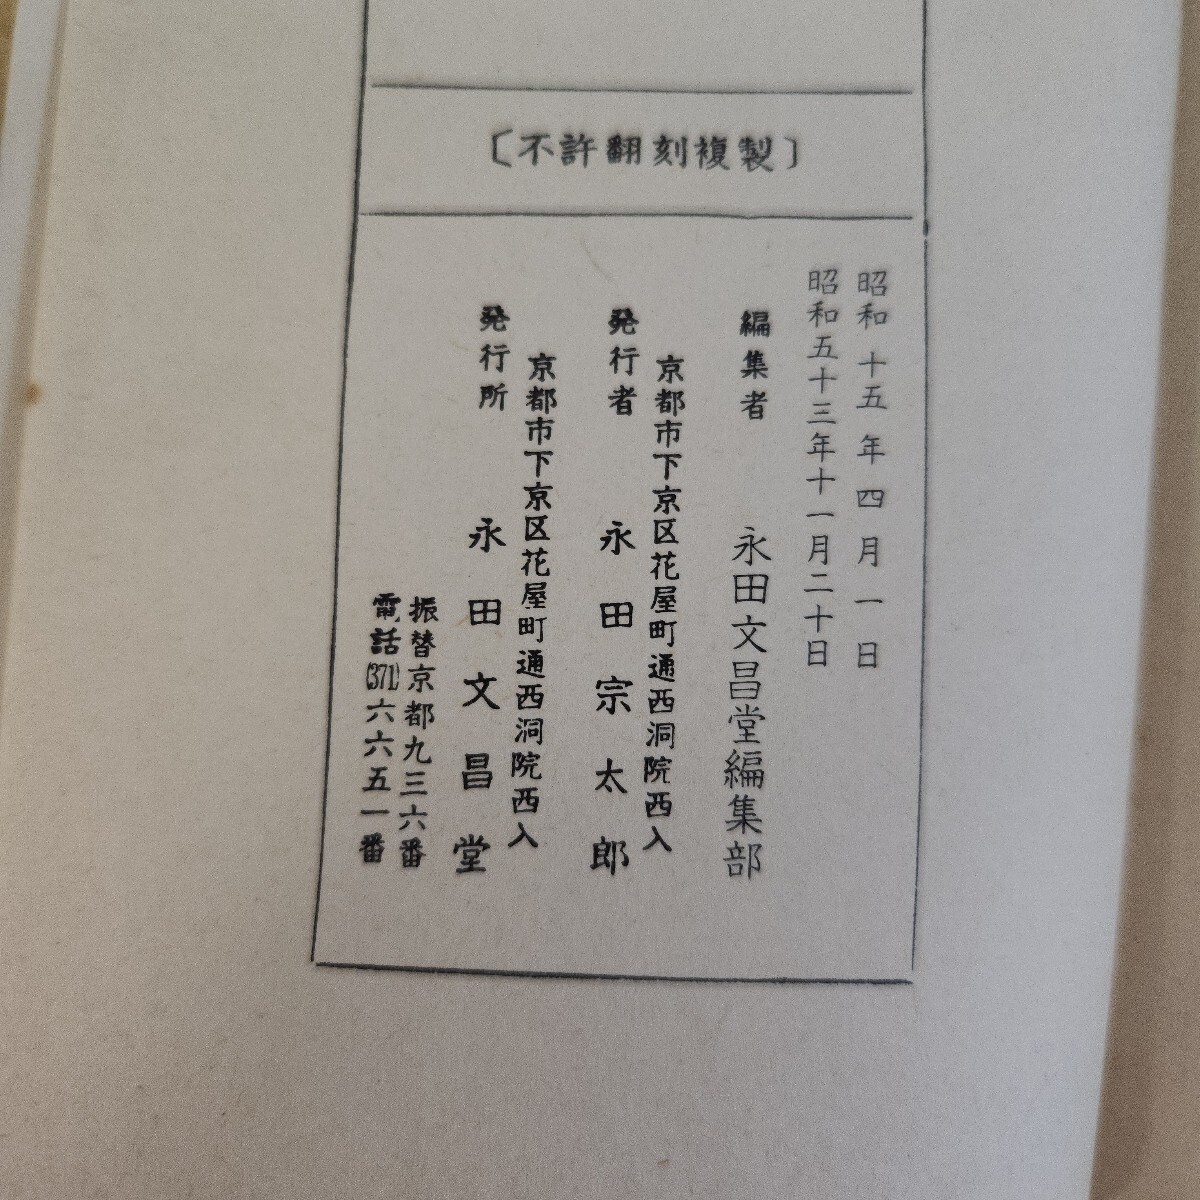 〔不許翻刻複製〕
昭和十五年四月一日
昭和五十三年十一月二十日
編集者 永田文昌堂編集部
京都市下京区花屋町通西洞院西入
発行者 永田宗太郎
京都市下京区花屋町通西洞院西入
発行所 永田文昌堂
振替京都九三六番
電話(371)六六五一番